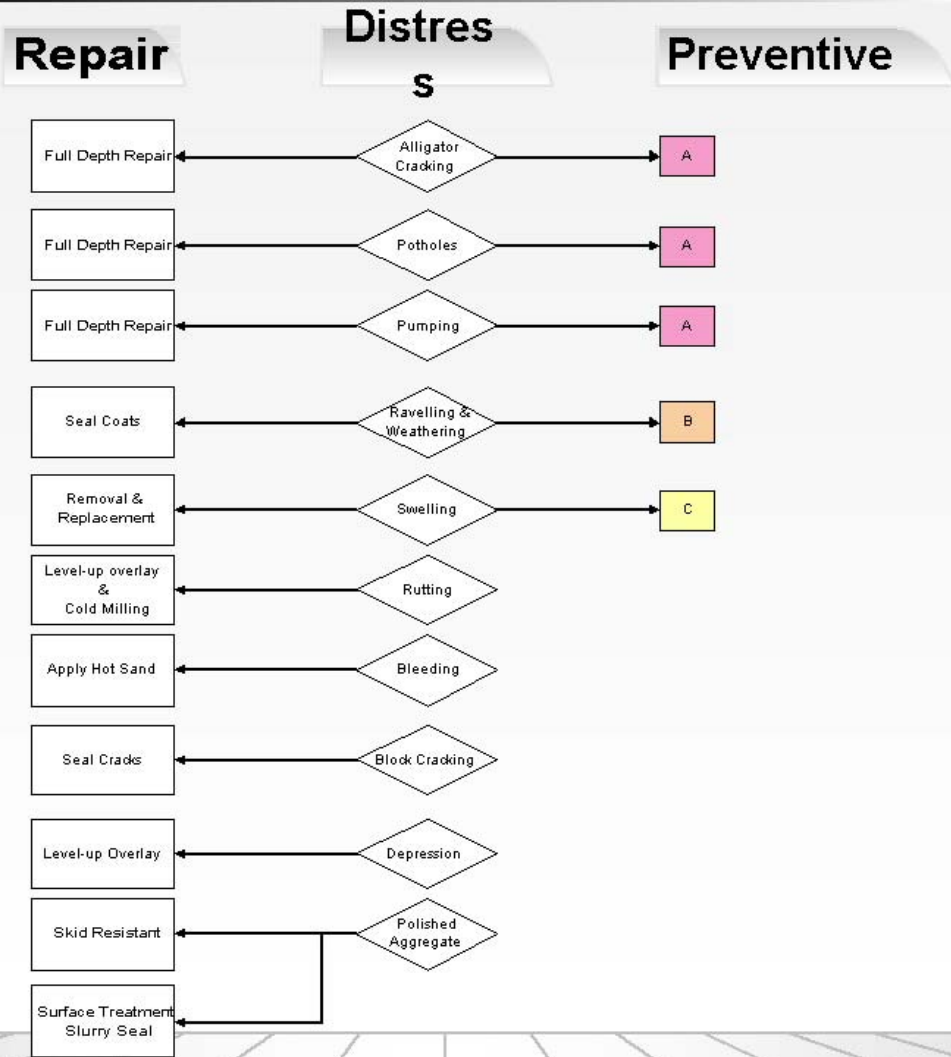 Repair
Distres
s
Preventive
Full Depth Repair
Alligator
Cracking
A
Full Depth Repair
Potholes
A
Full Depth Repair
Pumping
A
Seal Coats
Ravelling &
Weathering
B
Removal &
Replacement
Swelling
C
Level-up overlay
&
Cold Milling
Rutting
Apply Hot Sand
Bleeding
Seal Cracks
Block Cracking
Level-up Overlay
Depression
Skid Resistant
Polished
Aggregate
Surface Treatment
Slurry Seal